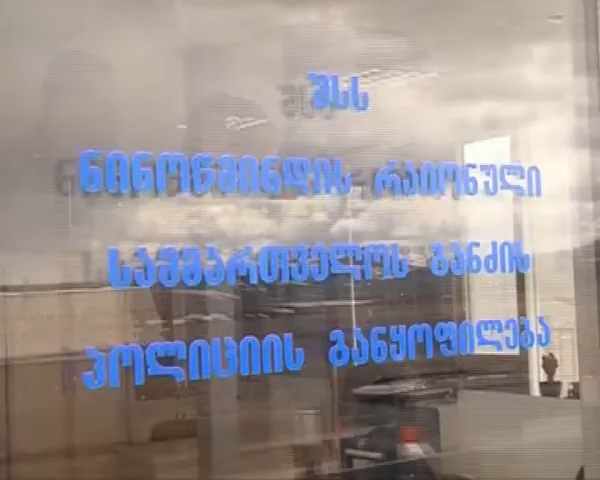 შსს
ნინოწმინდის რაიონული
სამმართველოს განძის
პოლიციის განყოფილება